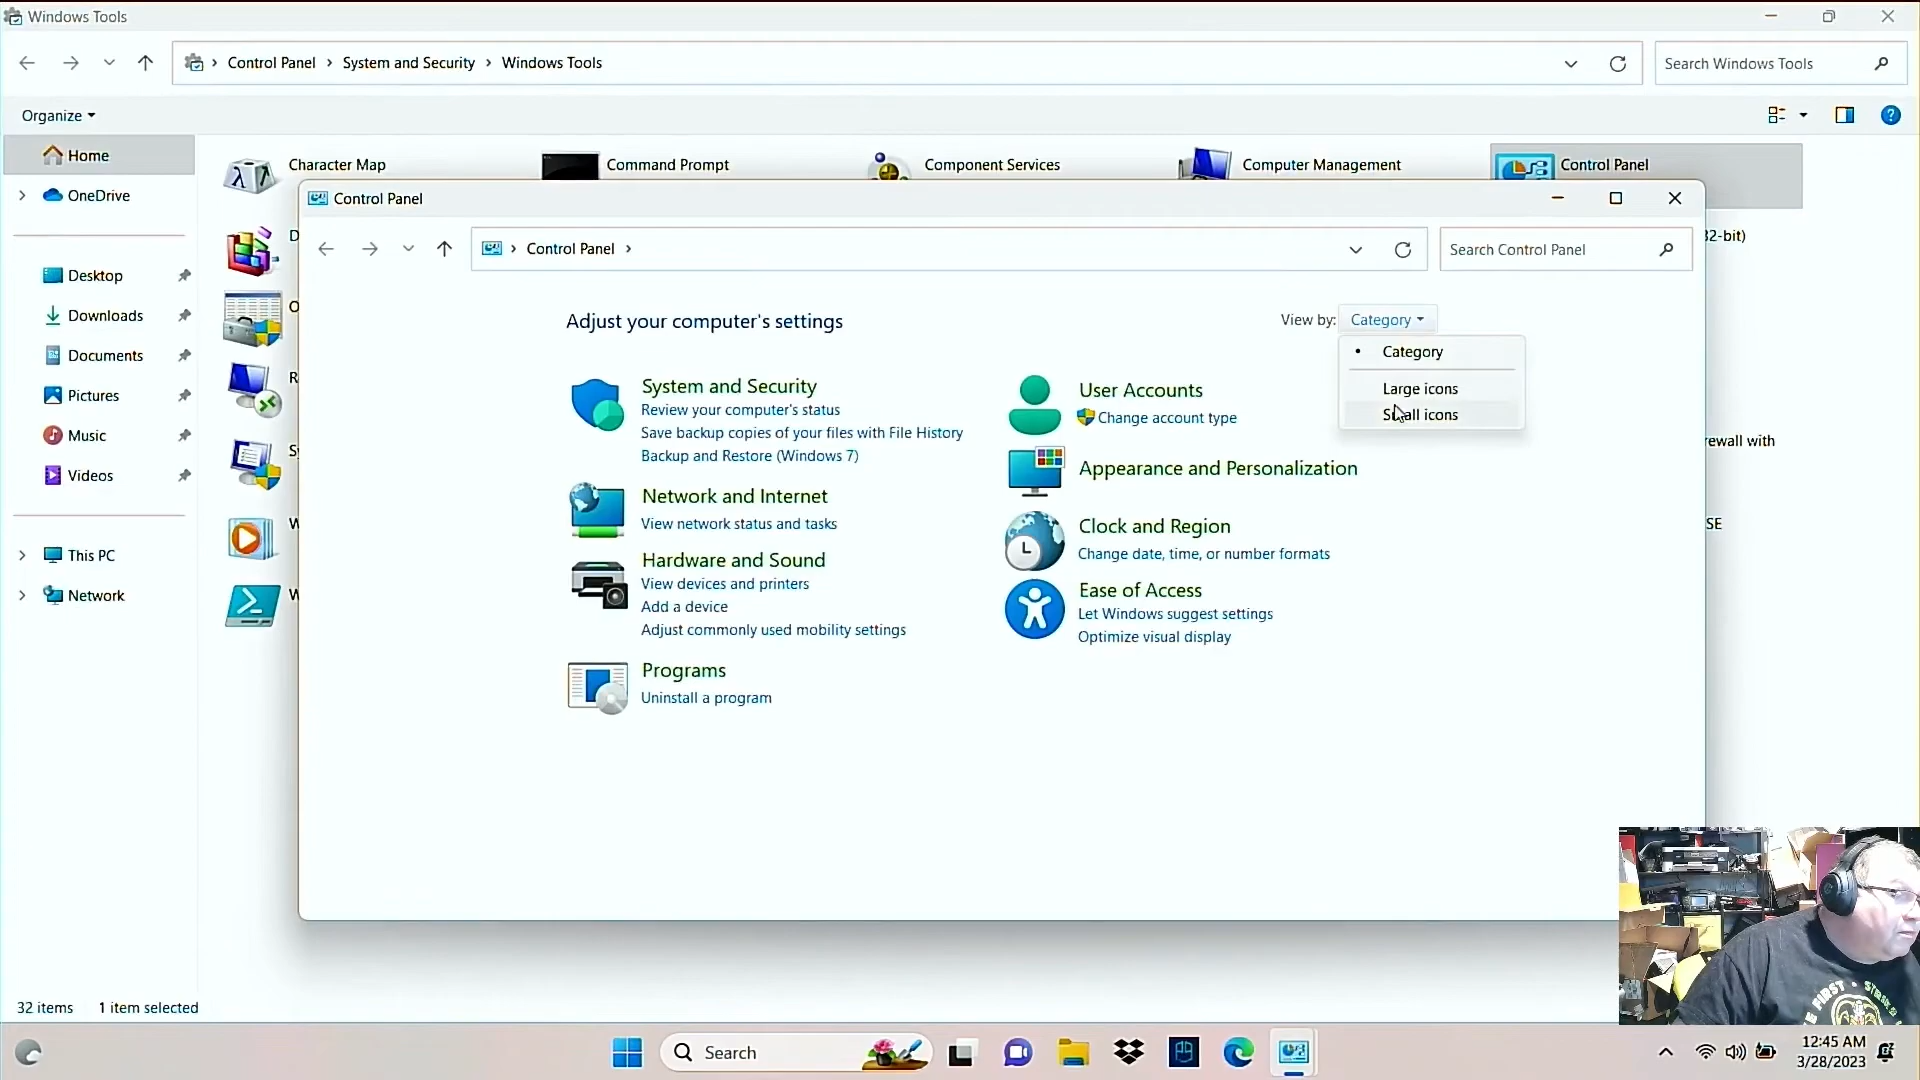 Windows Tools
Control Panel > System and Security > Windows Tools
Search Windows Tools
Organize
Home
OneDrive
Desktop
Downloads
Documents
Pictures
Music
Videos
This PC
Network
Character Map
Command Prompt
Component Services
Computer Management
Control Panel
32-bit)
ewall with
SE
Control Panel
Control Panel >
Search Control Panel
Adjust your computer's settings
View by: Category
Category
Large icons
Small icons
System and Security
Review your computer's status
Save backup copies of your files with File History
Backup and Restore (Windows 7)
Network and Internet
View network status and tasks
Hardware and Sound
View devices and printers
Add a device
Adjust commonly used mobility settings
Programs
Uninstall a program
User Accounts
Change account type
Appearance and Personalization
Clock and Region
Change date, time, or number formats
Ease of Access
Let Windows suggest settings
Optimize visual display
32 items 1 item selected
Search
12:45 AM
3/28/2023